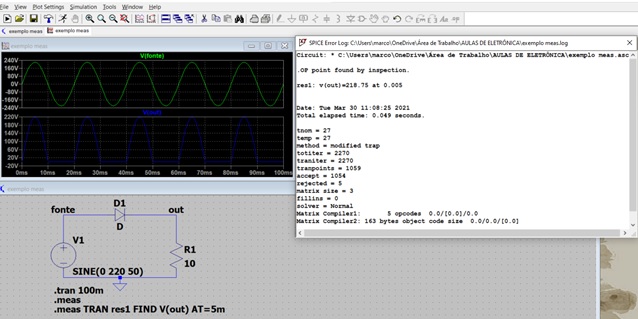 File View Plot Settings Simulation Tools Window Help
exemplo meas exemplo meas
exemplo meas
V(fonte)
240V
160V
80V
0V
-80V
-160V
-240V
V(out)
220V
180V
140V
100V
60V
20V
-20V
0ms 10ms 20ms 30ms 40ms 50ms 60ms 70ms 80ms 90ms 100ms
exemplo meas
fonte
D1
out
D
V1
R1
10
SINE(0 220 50)
.tran 100m
.meas
.meas TRAN res1 FIND V(out) AT=5m
SPICE Error Log: C:\Users\marco\OneDrive\Área de Trabalho\AULAS DE ELETRÔNICA\exemplo meas.log
Circuit: * C:\Users\marco\OneDrive\Área de Trabalho\AULAS DE ELETRÔNICA\exemplo meas.asc
.OP point found by inspection.
res1: v(out)=218.75 at 0.005
Date: Tue Mar 30 11:08:25 2021
Total elapsed time: 0.049 seconds.
tnom = 27
temp = 27
method = modified trap
totiter = 2270
traniter = 2270
tranpoints = 1059
accept = 1054
rejected = 5
matrix size = 3
fillins = 0
solver = Normal
Matrix Compiler1: 5 opcodes 0.0/[0.0]/0.0
Matrix Compiler2: 163 bytes object code size 0.0/0.0/[0.0]